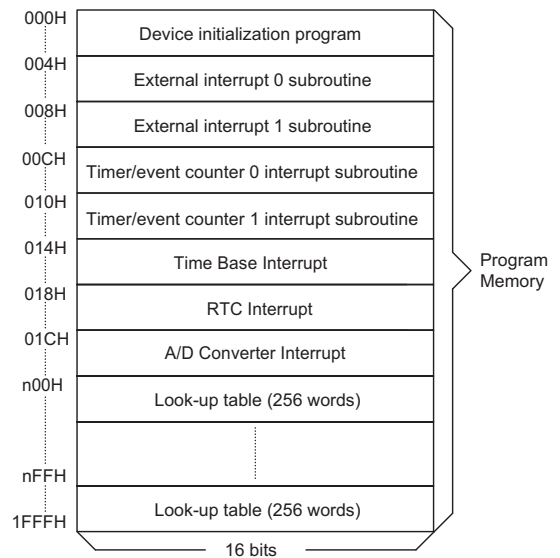 000H
Device initialization program
004H
External interrupt 0 subroutine
008H
External interrupt 1 subroutine
00CH
Timer/event counter 0 interrupt subroutine
010H
Timer/event counter 1 interrupt subroutine
014H
Time Base Interrupt
Program
Memory
018H
RTC Interrupt
01CH
A/D Converter Interrupt
n00H
Look-up table (256 words)
nFFH
Look-up table (256 words)
1FFFH
16 bits